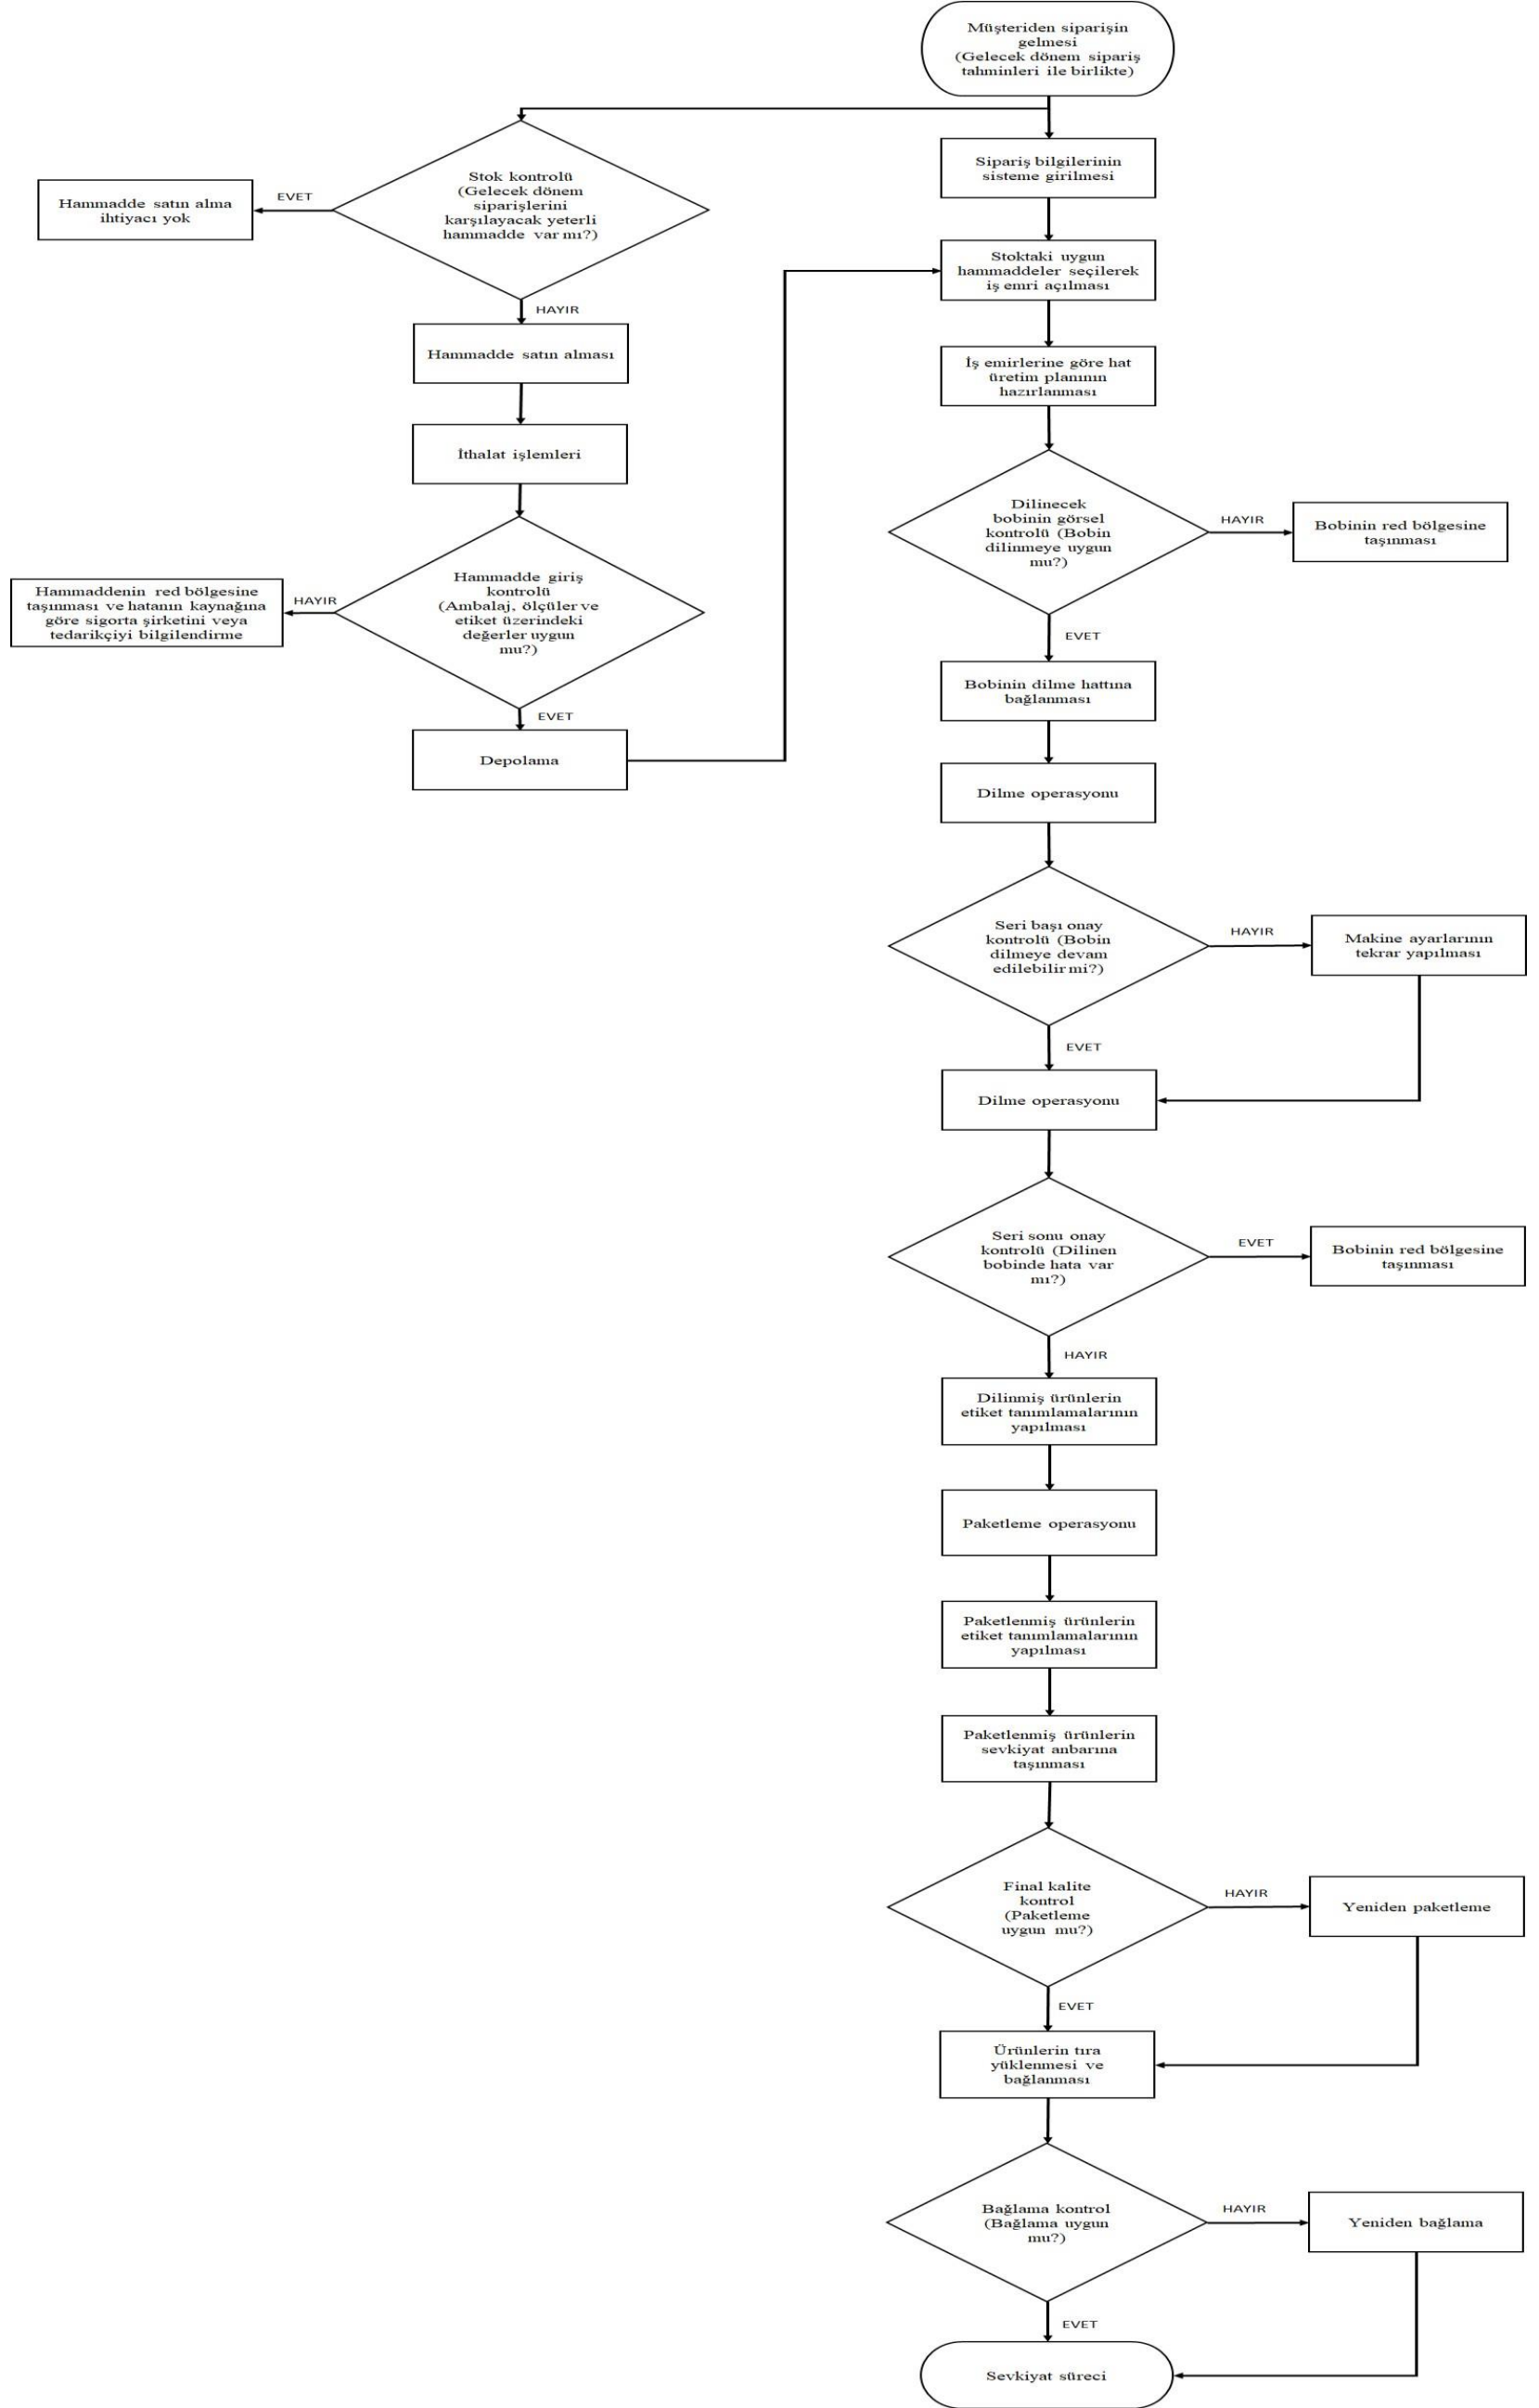 Müşteriden siparişin
gelmesi
(Gelecek dönem sipariş
tahminleri ile birlikte)
Stok kontrolü
(Gelecek dönem
siparişlerini
karşılayacak yeterli
hammadde var mı?)
EVET
Hammadde satın alma
ihtiyacı yok
HAYIR
Hammadde satın alması
İthalat işlemleri
Hammadde giriş
kontrolü
(Ambalaj, ölçüler ve
etiket üzerindeki
değerler uygun
mu?)
HAYIR
Hammaddenin red bölgesine
taşınması ve hatanın kaynağına
göre sigorta şirketini veya
tedarikçiyi bilgilendirme
EVET
Depolama
Sipariş bilgilerinin
sisteme girilmesi
Stoktaki uygun
hammaddeler seçilerek
iş emri açılması
İş emirlerine göre hat
üretim planının
hazırlanması
Dilinecek
bobinin görsel
kontrolü (Bobin
dilinmeye uygun
mu?)
HAYIR
Bobinin red bölgesine
taşınması
EVET
Bobinin dilme hattına
bağlanması
Dilme operasyonu
Seri başı onay
kontrolü (Bobin
dilmeye devam
edilebilir mi?)
HAYIR
Makine ayarlarının
tekrar yapılması
EVET
Dilme operasyonu
Seri sonu onay
kontrolü (Dilinen
bobinde hata var
mı?)
EVET
Bobinin red bölgesine
taşınması
HAYIR
Dilinmiş ürünlerin
etiket tanımlamalarının
yapılması
Paketleme operasyonu
Paketlenmiş ürünlerin
etiket tanımlamalarının
yapılması
Paketlenmiş ürünlerin
sevkiyat anbarına
taşınması
Final kalite
kontrol
(Paketleme
uygun mu?)
HAYIR
Yeniden paketleme
EVET
Ürünlerin tıra
yüklenmesi ve
bağlanması
Bağlama kontrol
(Bağlama uygun
mu?)
HAYIR
Yeniden bağlama
EVET
Sevkiyat süreci